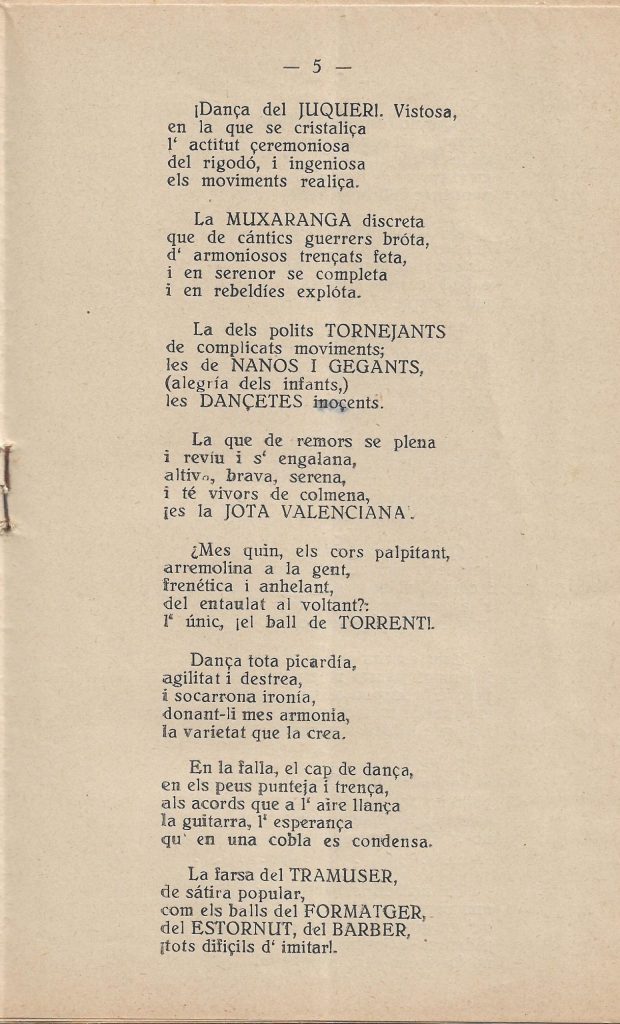 — 5 —
¡Dança del JUQUER!. Vistosa,
en la que se cristaliça
l' actitut çeremoniosa
del rigodó, i ingeniosa
els moviments realiça.
La MUXARANGA discreta
que de cántics guerrers bróta,
d' armoniosos trençats feta,
i en serenor se completa
i en rebeldíes explóta.
La dels polits TORNEJANTS
de complicats moviments;
les de NANOS I GEGANTS,
(alegría dels infants,)
les DANÇETES inoçents.
La que de remors se plena
i reviu i s' engalana,
altiva, brava, serena,
i té vivors de colmena,
¡es la JOTA VALENCIANA!.
¿Mes quin, els cors palpitant,
arremolina a la gent,
frenética i anhelant,
del entaulat al voltant?:
l' únic, ¡el ball de TORRENT!.
Dança tota picardía,
agilitat i destrea,
i socarrona ironía,
donant-li mes armonia,
la varietat que la crea.
En la falla, el cap de dança,
en els peus punteja i trença,
als acords que a l' aire llança
la guitarra, l' esperança
qu' en una cobla es condensa.
La farsa del TRAMUSER,
de sátira popular,
com els balls del FORMATGER,
del ESTORNUT, del BARBER,
¡tots difiçils d' imitar!.